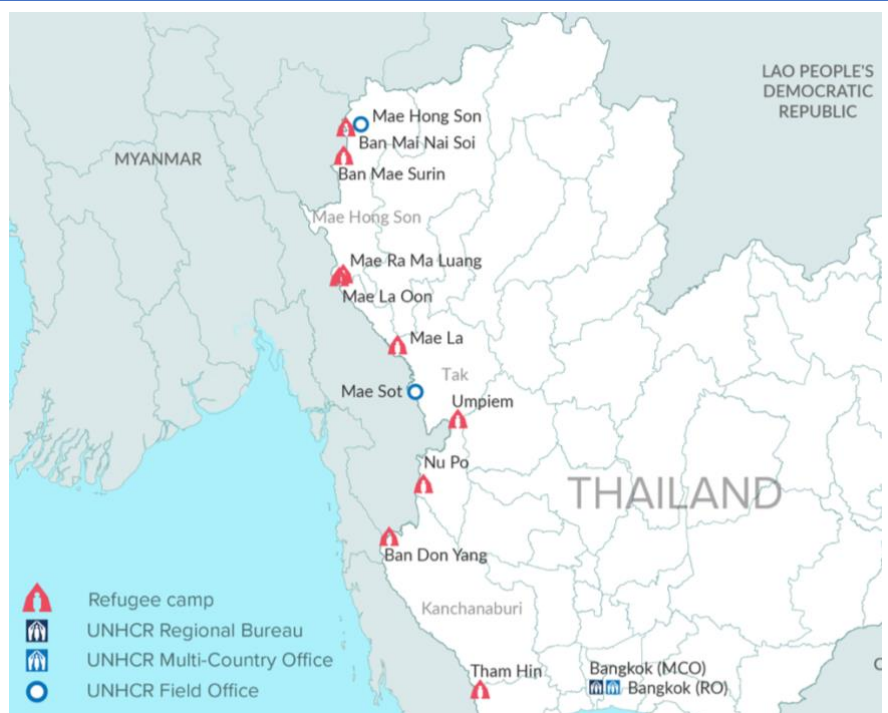 LAO PEOPLE'S
DEMOCRATIC
REPUBLIC
Mae Hong Son
Ban Mai Nai Soi
MYANMAR
Ban Mae Surin
Mae Hong Son
Mae Ra Ma Luang
Mae La Oon
Mae La
Tak
Mae Sot
Umpiem
Nu Po
THAILAND
Ban Don Yang
Kanchanaburi
Tham Hin
Bangkok (MCO)
Bangkok (RO)
Refugee camp
UNHCR Regional Bureau
UNHCR Multi-Country Office
UNHCR Field Office